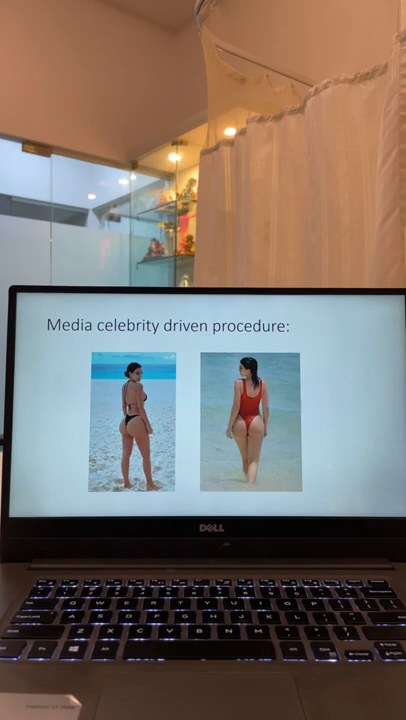 Media celebrity driven procedure:
DELL
Q W E R T Y U I O P
A S D F G H J K L
Z X C V B N M